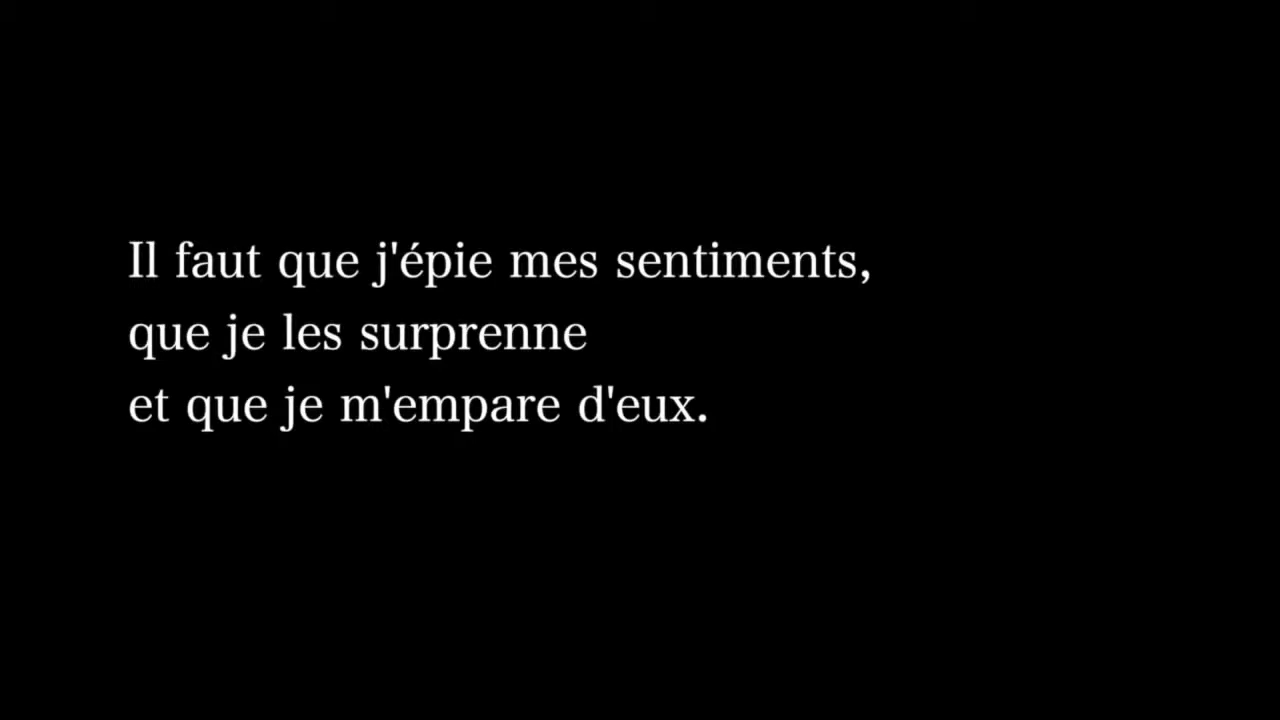 Il faut que j'épie mes sentiments,
que je les surprenne
et que je m'empare d'eux.